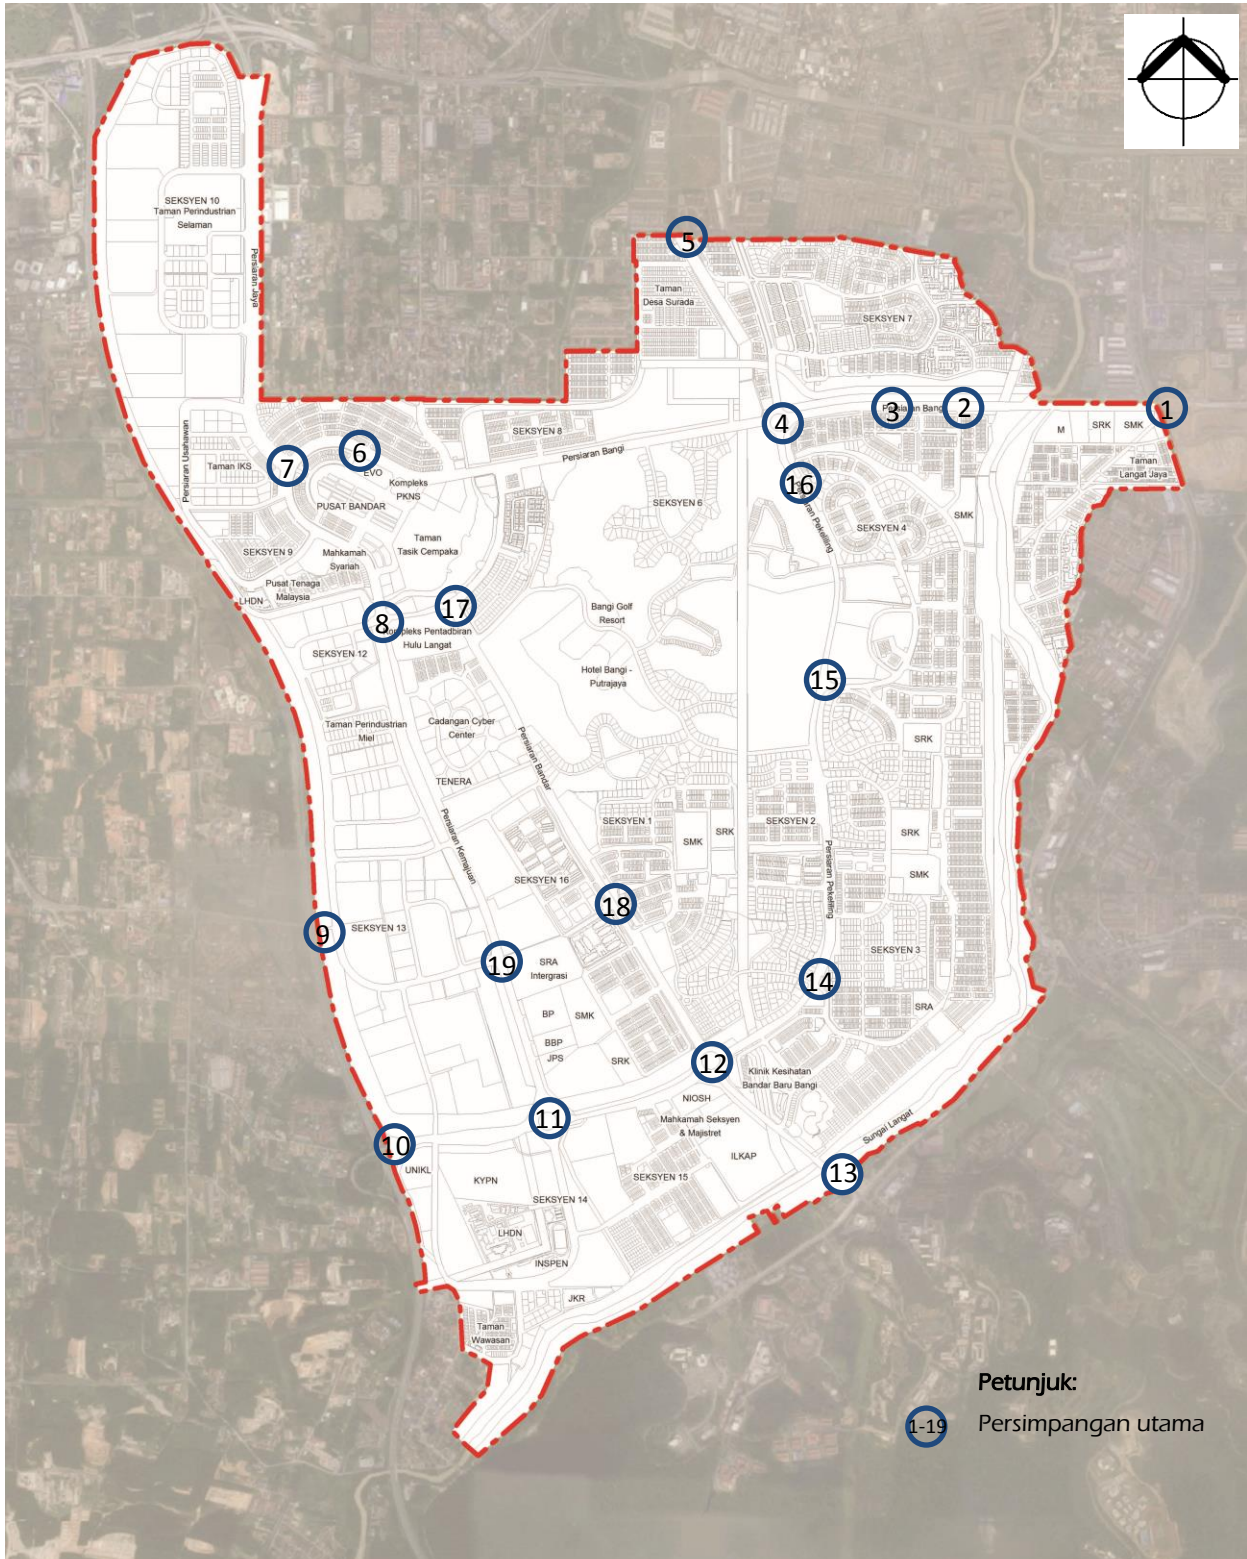 SEKSYEN 10
Taman Perindustrian
Selaman
Persiaran Jaya
5
Taman
Desa Surada
SEKSYEN 7
1
2
3
Persiaran Bangi
4
M
SRK
SMK
Taman
Langat Jaya
SEKSYEN 8
Persiaran Bangi
6
7
Taman IKS
Persiaran Usahawan
EVO
Kompleks
PKNS
PUSAT BANDAR
16
Persiaran Pekeliling
SEKSYEN 6
SEKSYEN 4
SMK
SEKSYEN 9
Mahkamah
Syariah
Taman
Tasik Cempaka
Pusat Tenaga
Malaysia
LHDN
17
8
Kompleks Pentadbiran
Hulu Langat
SEKSYEN 12
Bangi Golf
Resort
Hotel Bangi -
Putrajaya
15
Taman Perindustrian
Miel
Cadangan Cyber
Center
Persiaran Bandar
SRK
TENERA
Persiaran Kemajuan
SEKSYEN 1
SMK
SRK
SEKSYEN 2
Persiaran Pekeliling
SRK
SMK
SEKSYEN 16
18
9
SEKSYEN 13
19
SRA
Intergrasi
SEKSYEN 3
14
SRA
BP
SMK
BBP
JPS
SRK
12
Klinik Kesihatan
Bandar Baru Bangi
NIOSH
11
Mahkamah Seksyen
& Majistret
Sungai Langat
10
UNIKL
KYPN
ILKAP
SEKSYEN 15
13
SEKSYEN 14
LHDN
INSPEN
JKR
Taman
Wawasan
Petunjuk:
1-19
Persimpangan utama